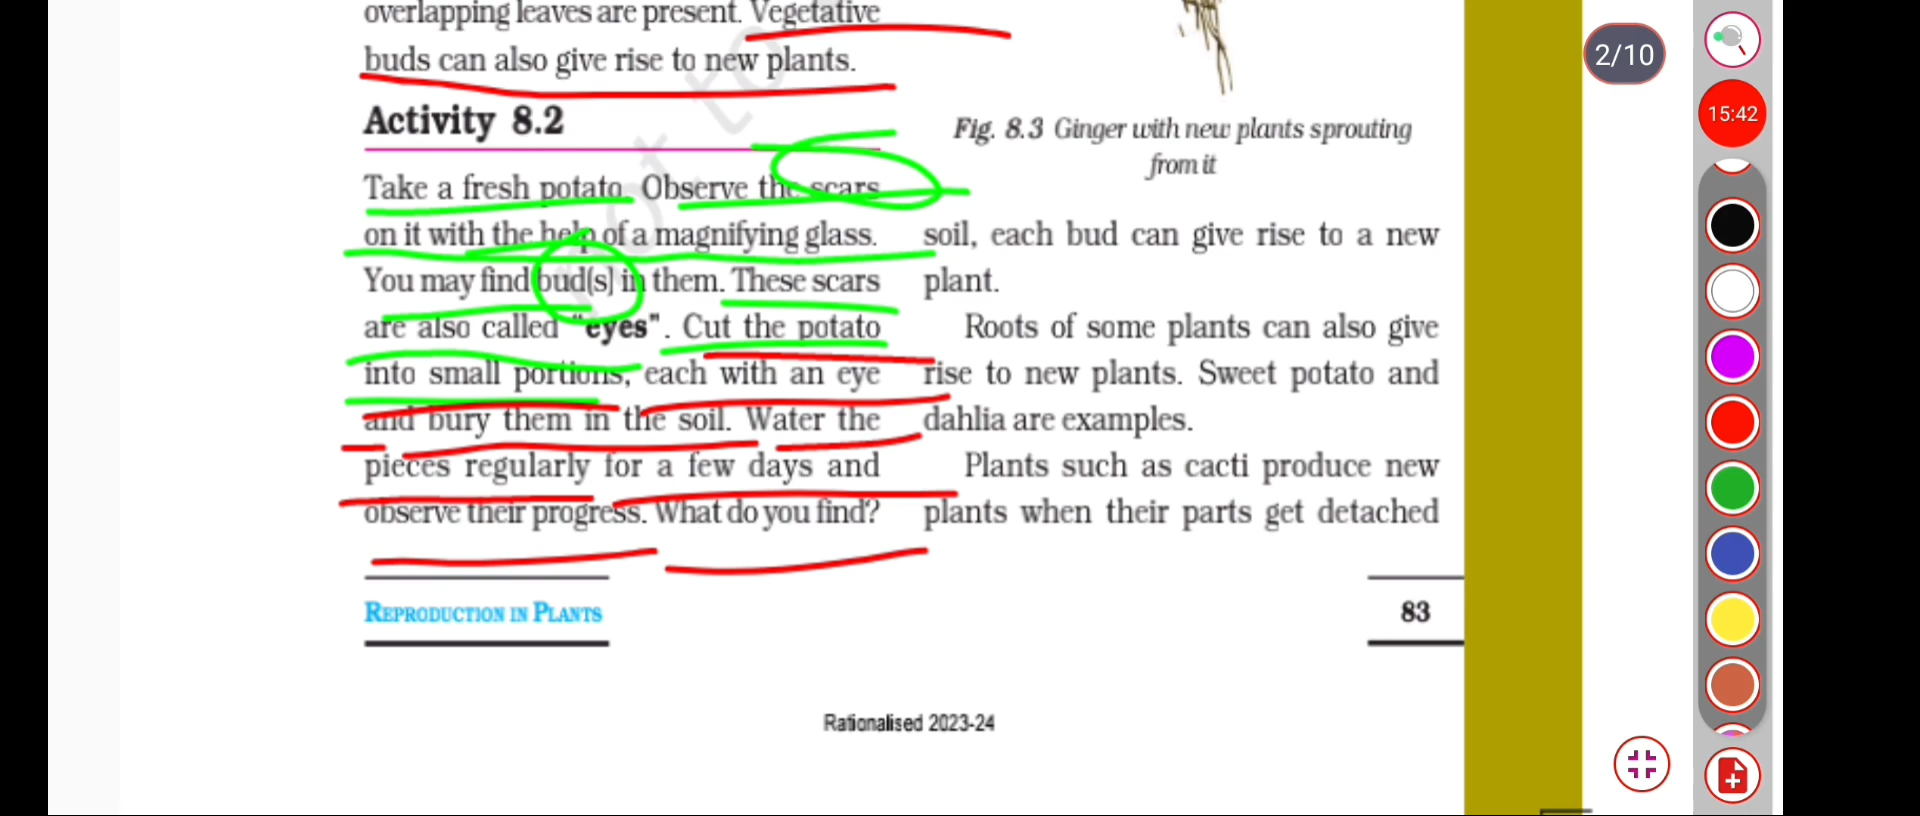 overlapping leaves are present. Vegetative
buds can also give rise to new plants.
Activity 8.2
Take a fresh potato. Observe the scars
on it with the help of a magnifying glass.
You may find bud(s) in them. These scars
are also called "eyes". Cut the potato
into small portions, each with an eye
and bury them in the soil. Water the
pieces regularly for a few days and
observe their progress. What do you find?
Fig. 8.3 Ginger with new plants sprouting
from it
soil, each bud can give rise to a new
plant.
Roots of some plants can also give
rise to new plants. Sweet potato and
dahlia are examples.
Plants such as cacti produce new
plants when their parts get detached
REPRODUCTION IN PLANTS
83
Rationalised 2023-24
not to
2/10
15:42